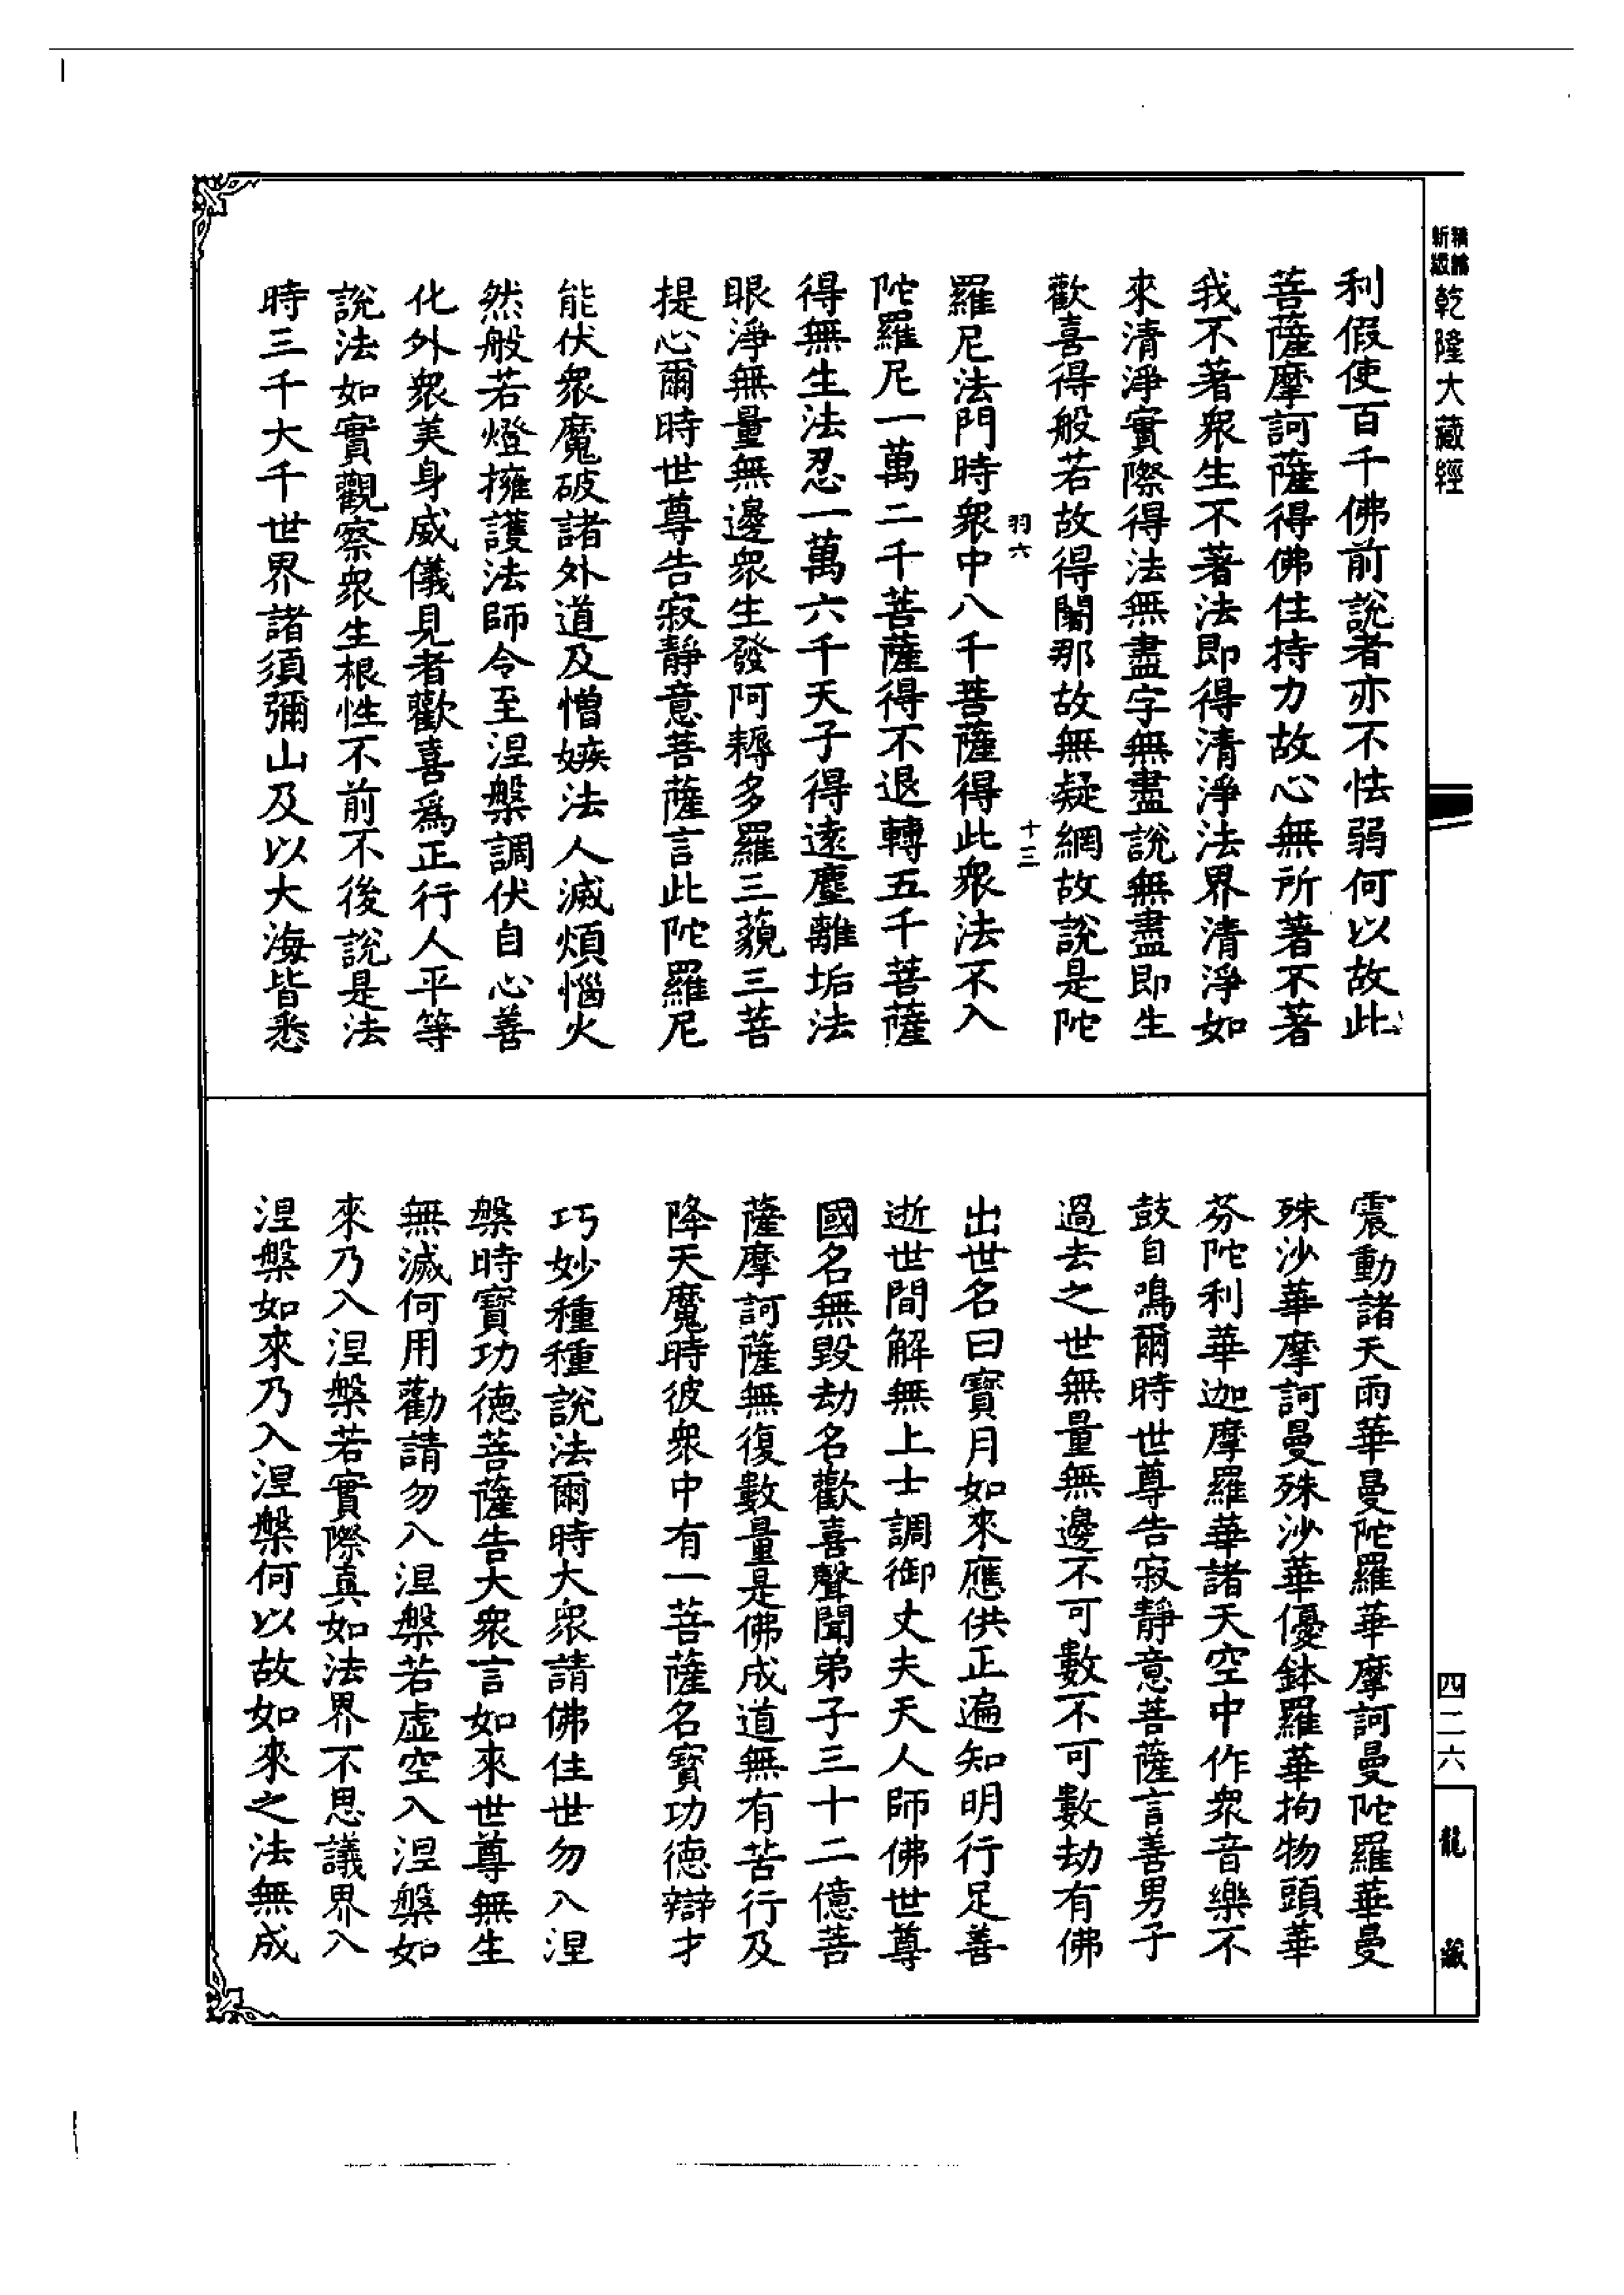 精縮
新版
乾隆大藏經
利假使百千佛前說者亦不怯弱何以故此
菩薩摩訶薩得佛住持力故心無所著不著
我不著衆生不著法即得清淨法界清淨如
來清淨實際得法無盡字無盡說無盡即生
歡喜得般若故得闍那故無疑網故說是陀
羽六 十三
羅尼法門時衆中八千菩薩得此衆法不入
陀羅尼一萬二千菩薩得不退轉五千菩薩
得無生法忍一萬六千天子得遠塵離垢法
眼淨無量無邊衆生發阿耨多羅三藐三菩
提心爾時世尊告寂靜意菩薩言此陀羅尼
能伏衆魔破諸外道及憎嫉法人滅煩惱火
然般若燈擁護法師令至涅槃調伏自心善
化外衆美身威儀見者歡喜爲正行人平等
說法如實觀察衆生根性不前不後說是法
時三千大千世界諸須彌山及以大海皆悉
震動諸天雨華曼陀羅華摩訶曼陀羅華曼
殊沙華摩訶曼殊沙華優鉢羅華拘物頭華
芬陀利華迦摩羅華諸天空中作衆音樂不
鼓自鳴爾時世尊告寂靜意菩薩言善男子
過去之世無量無邊不可數不可數劫有佛
出世名曰寶月如來應供正遍知明行足善
逝世間解無上士調御丈夫天人師佛世尊
國名無毀劫名歡喜聲聞弟子三十二億菩
薩摩訶薩無復數量是佛成道無有苦行及
降天魔時彼衆中有一菩薩名寶功德辯才
巧妙種種說法爾時大衆請佛住世勿入涅
槃時寶功德菩薩告大衆言如來世尊無生
無滅何用勸請勿入涅槃若虛空入涅槃如
來乃入涅槃若實際真如法界不思議界入
涅槃如來乃入涅槃何以故如來之法無成
四二六
龍藏